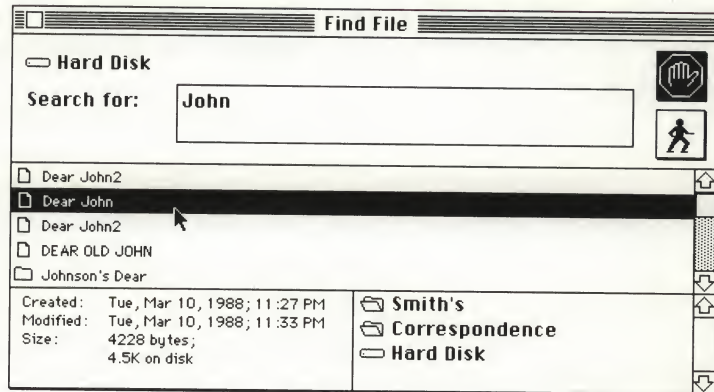 Find File
Hard Disk
Search for:
John
Dear John2
Dear John
Dear John2
DEAR OLD JOHN
Johnson's Dear
Created: Tue, Mar 10, 1988; 11:27 PM
Modified: Tue, Mar 10, 1988; 11:33 PM
Size: 4228 bytes;
4.5K on disk
Smith's
Correspondence
Hard Disk